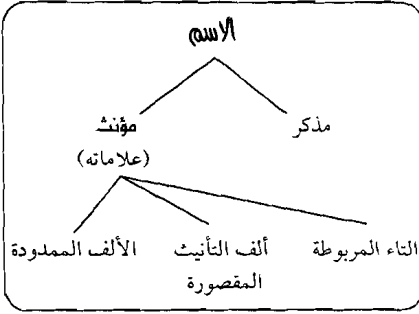 الاسم
مذكر
مؤنث
(علاماته)
التاء المربوطة
ألف التأنيث
المقصورة
الألف الممدودة